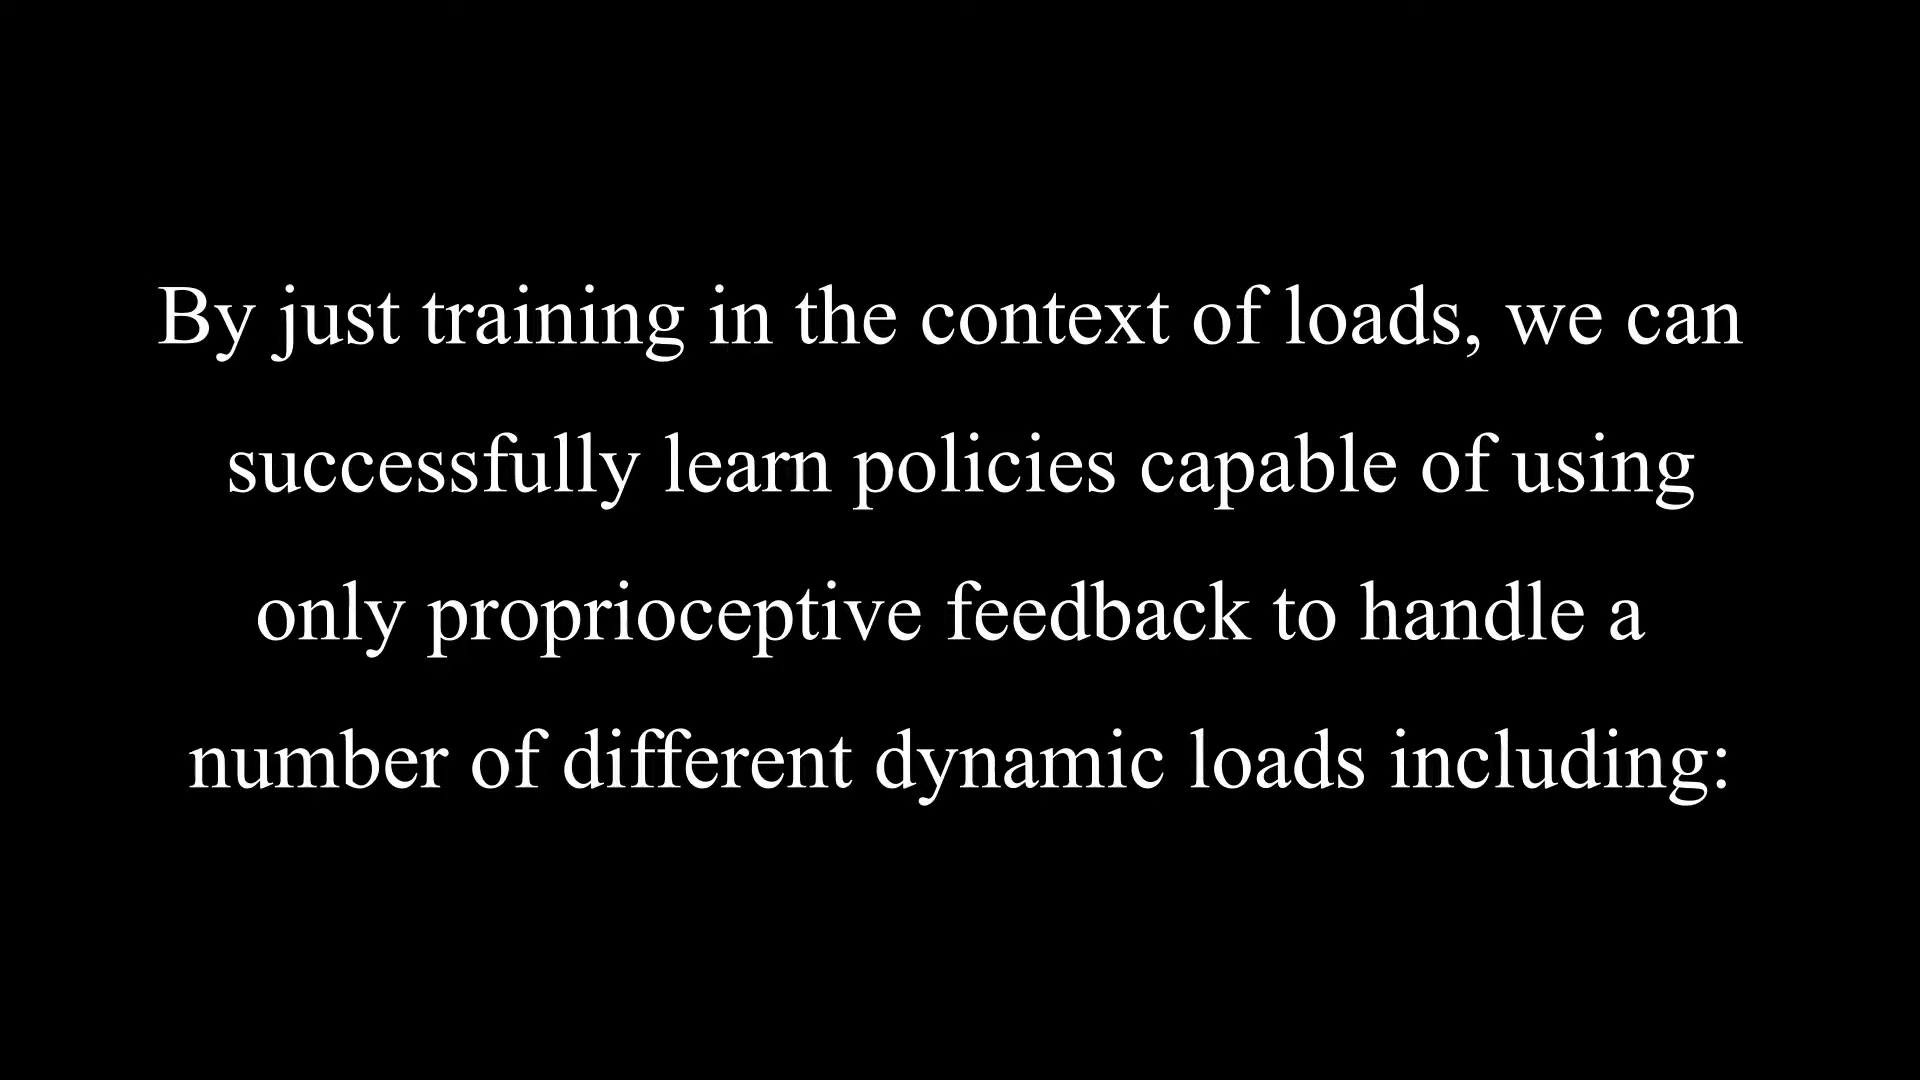 By just training in the context of loads, we can
successfully learn policies capable of using
only proprioceptive feedback to handle a
number of different dynamic loads including: